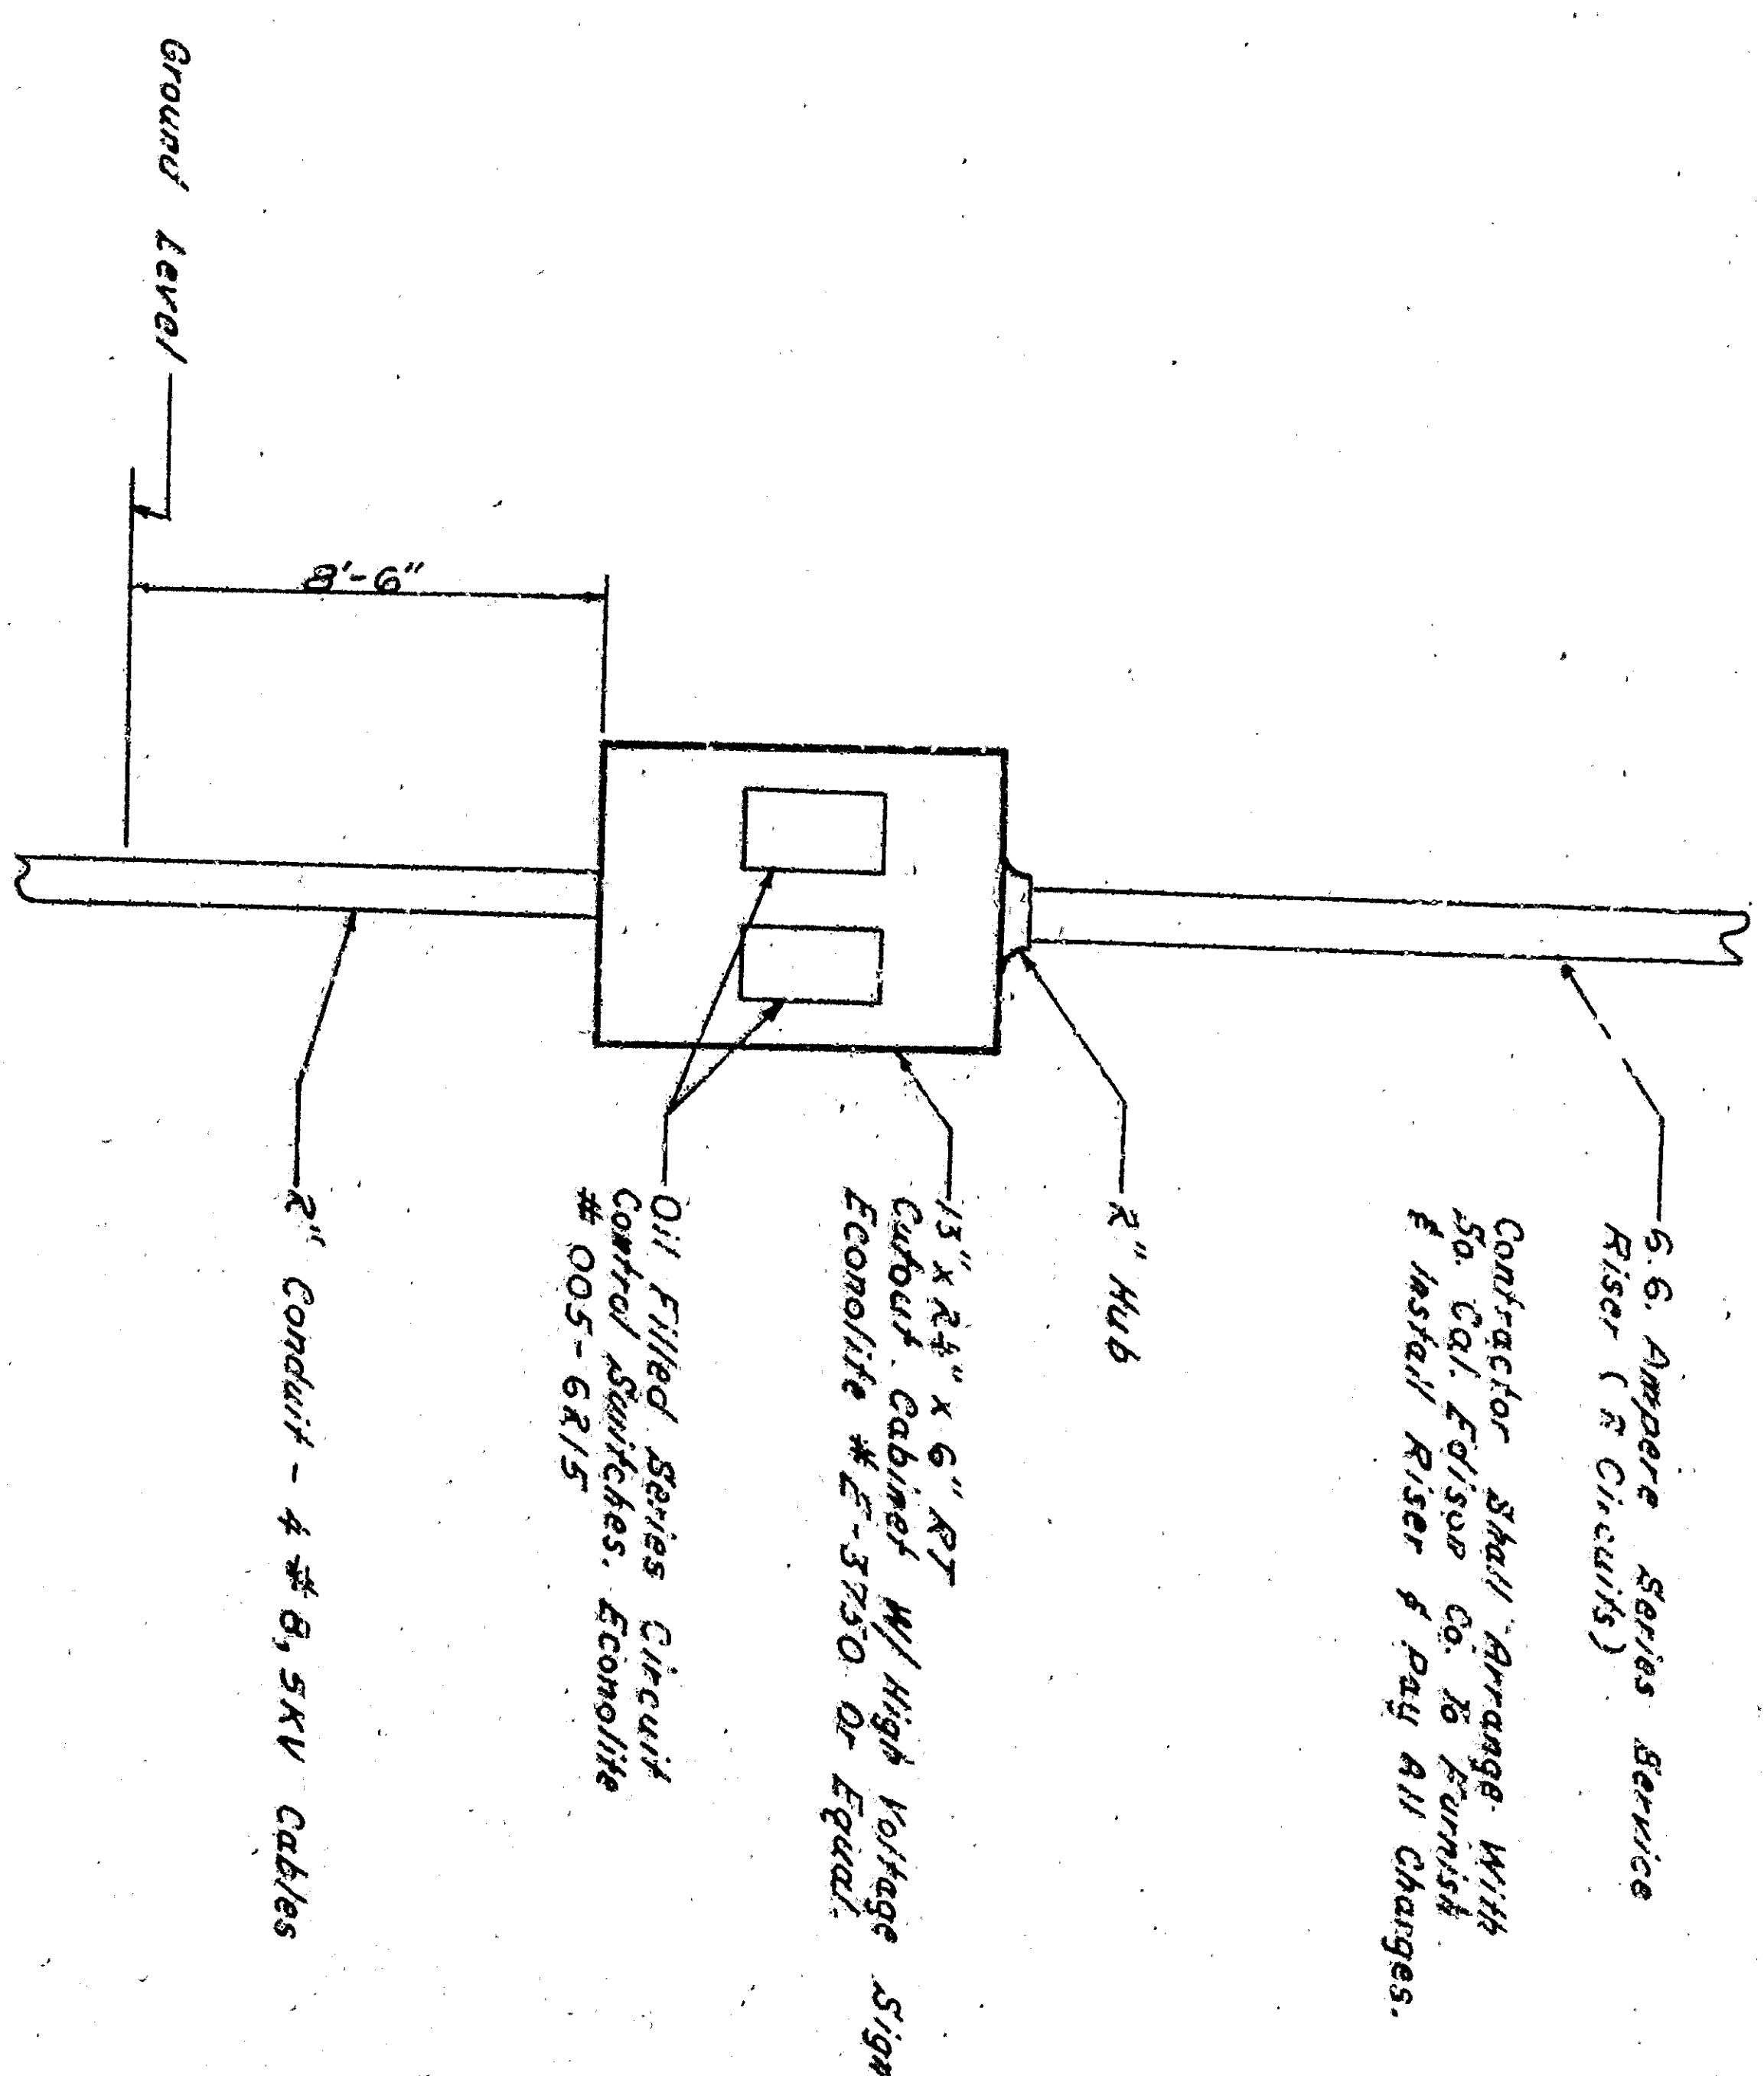 6.6. Ampere Series Service
Riser (2 Circuits)
Contractor Shall Arrange With
So. Cal. Edison Co. To Furnish
& Install Riser & Pay All Charges.
2" Hub
13" x 24" x 6" RT
Cutout Cabinet W/ High Voltage Sign
Econolite # E-3750 Or Equal.
Oil Filled Series Circuit
Control Switches. Econolite
# 005-6215
8'-6"
2" Conduit - 4 #8, 5KV Cables
Ground Level